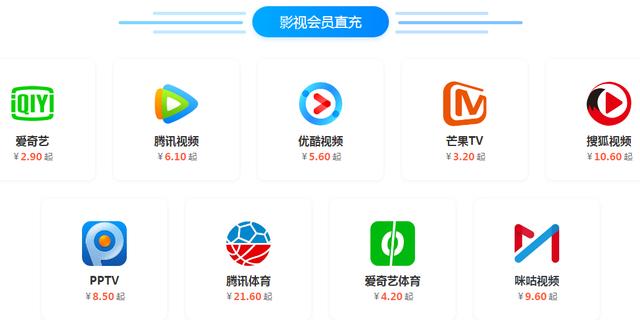 影视会员直充
iQIYI
爱奇艺
腾讯视频
优酷视频
芒果TV
搜狐视频
¥2.90 起
¥6.10 起
¥5.60 起
¥3.20 起
¥10.60 起
PPTV
腾讯体育
爱奇艺体育
咪咕视频
¥8.50 起
¥21.60 起
¥4.20 起
¥9.60 起